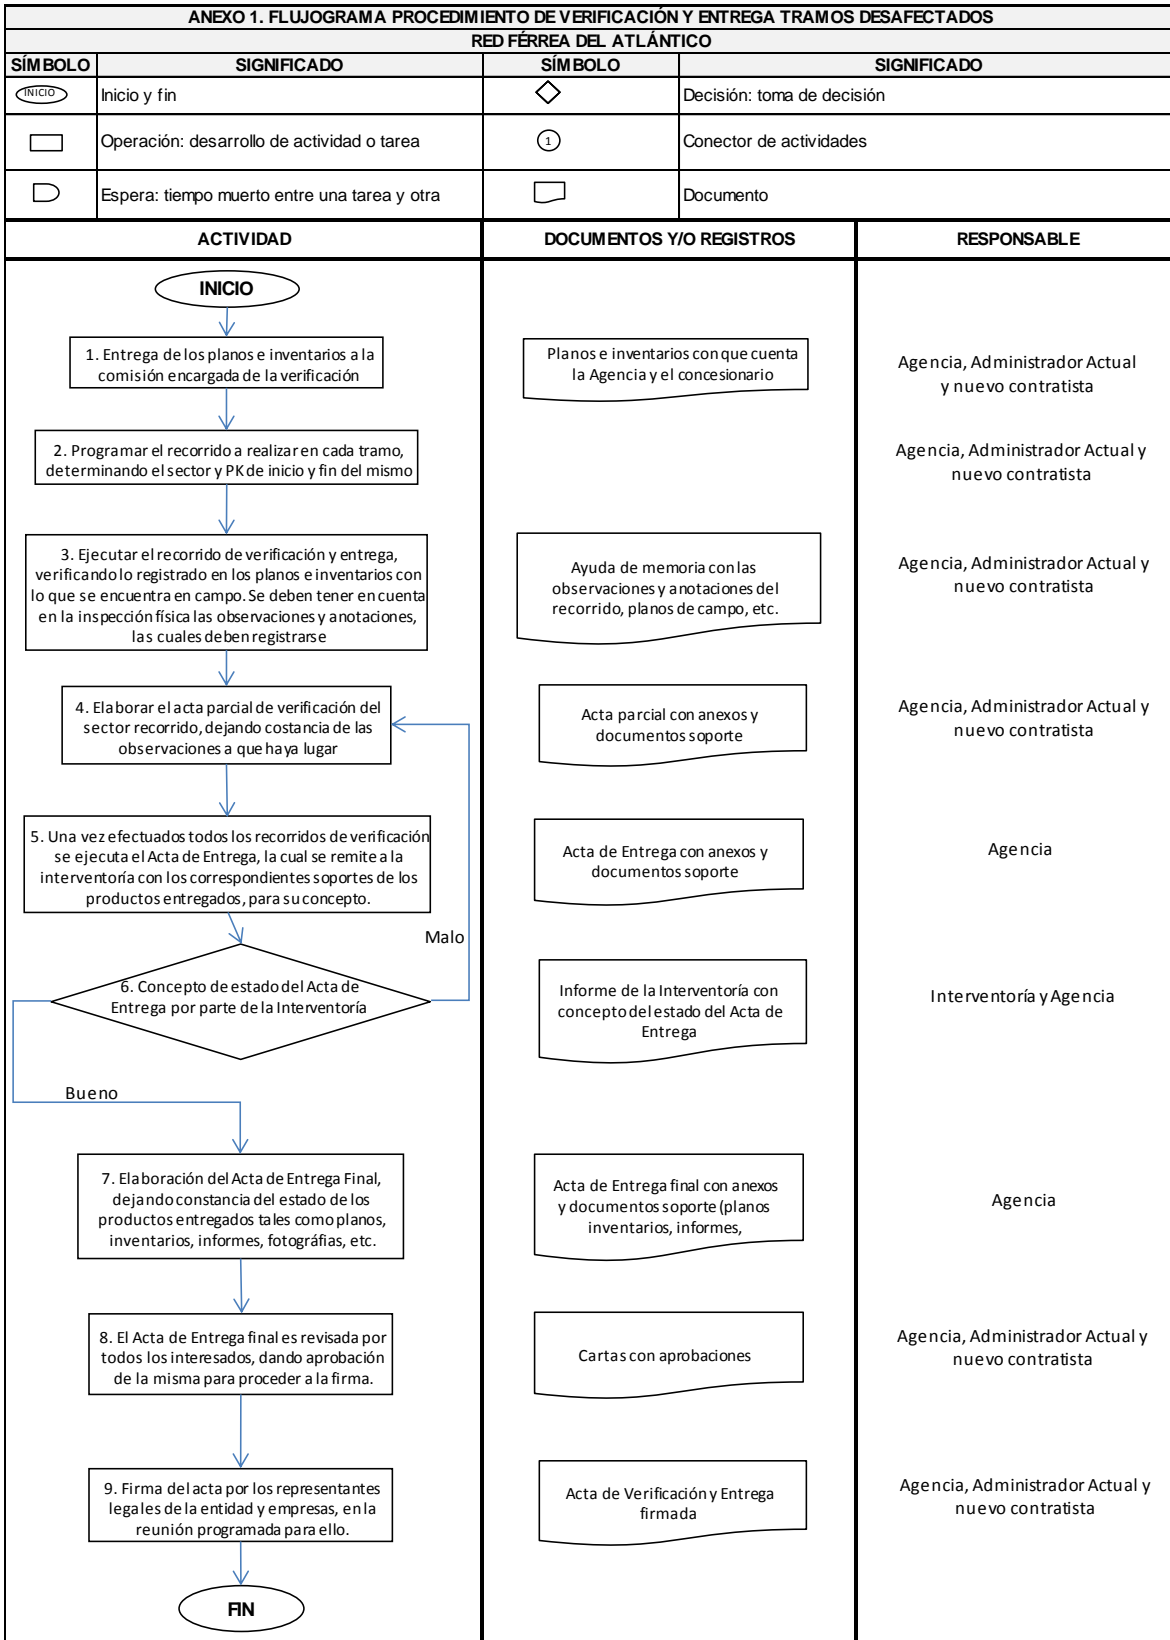 ANEXO 1. FLUJOGRAMA PROCEDIMIENTO DE VERIFICACIÓN Y ENTREGA TRAMOS DESAFECTADOS
RED FÉRREA DEL ATLÁNTICO
SÍMBOLO SIGNIFICADO SÍMBOLO SIGNIFICADO
INICIO Inicio y fin Decisión: toma de decisión
Operación: desarrollo de actividad o tarea 1 Conector de actividades
Espera: tiempo muerto entre una tarea y otra Documento
ACTIVIDAD DOCUMENTOS Y/O REGISTROS RESPONSABLE
INICIO
1. Entrega de los planos e inventarios a la
comisión encargada de la verificación
Planos e inventarios con que cuenta
la Agencia y el concesionario
Agencia, Administrador Actual
y nuevo contratista
2. Programar el recorrido a realizar en cada tramo,
determinando el sector y PK de inicio y fin del mismo
Agencia, Administrador Actual y
nuevo contratista
3. Ejecutar el recorrido de verificación y entrega,
verificando lo registrado en los planos e inventarios con
lo que se encuentra en campo. Se deben tener en cuenta
en la inspección física las observaciones y anotaciones,
las cuales deben registrarse
Ayuda de memoria con las
observaciones y anotaciones del
recorrido, planos de campo, etc.
Agencia, Administrador Actual y
nuevo contratista
4. Elaborar el acta parcial de verificación del
sector recorrido, dejando costancia de las
observaciones a que haya lugar
Acta parcial con anexos y
documentos soporte
Agencia, Administrador Actual y
nuevo contratista
5. Una vez efectuados todos los recorridos de verificación
se ejecuta el Acta de Entrega, la cual se remite a la
interventoría con los correspondientes soportes de los
productos entregados, para su concepto.
Acta de Entrega con anexos y
documentos soporte
Agencia
Malo
6. Concepto de estado del Acta de
Entrega por parte de la Interventoría
Informe de la Interventoría con
concepto del estado del Acta de
Entrega
Interventoría y Agencia
Bueno
7. Elaboración del Acta de Entrega Final,
dejando constancia del estado de los
productos entregados tales como planos,
inventarios, informes, fotográfias, etc.
Acta de Entrega final con anexos
y documentos soporte (planos
inventarios, informes,
Agencia
8. El Acta de Entrega final es revisada por
todos los interesados, dando aprobación
de la misma para proceder a la firma.
Cartas con aprobaciones
Agencia, Administrador Actual y
nuevo contratista
9. Firma del acta por los representantes
legales de la entidad y empresas, en la
reunión programada para ello.
Acta de Verificación y Entrega
firmada
Agencia, Administrador Actual y
nuevo contratista
FIN